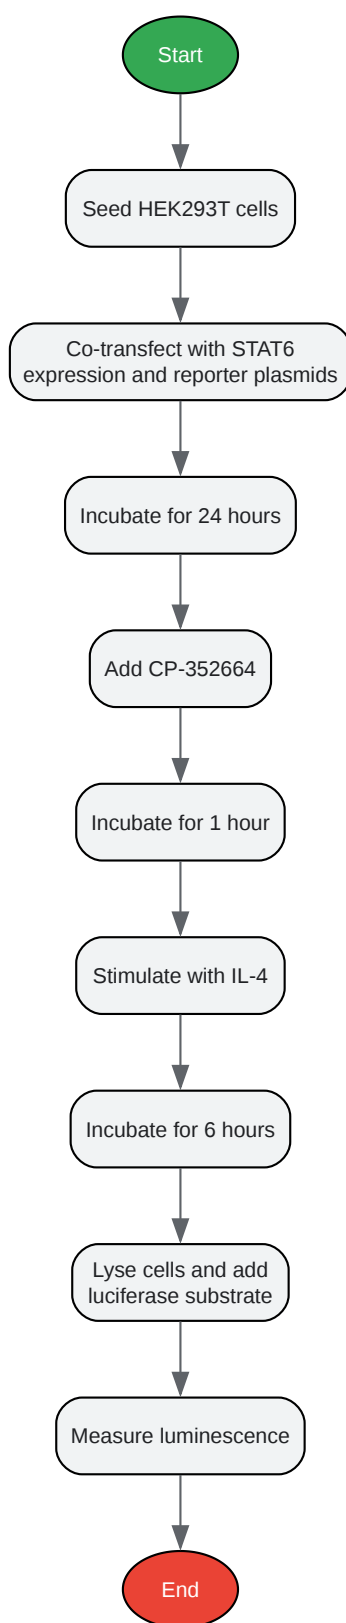 Start
Seed HEK293T cells
Co-transfect with STAT6
expression and reporter plasmids
Incubate for 24 hours
Add CP-352664
Incubate for 1 hour
Stimulate with IL-4
Incubate for 6 hours
Lyse cells and add
luciferase substrate
Measure luminescence
End